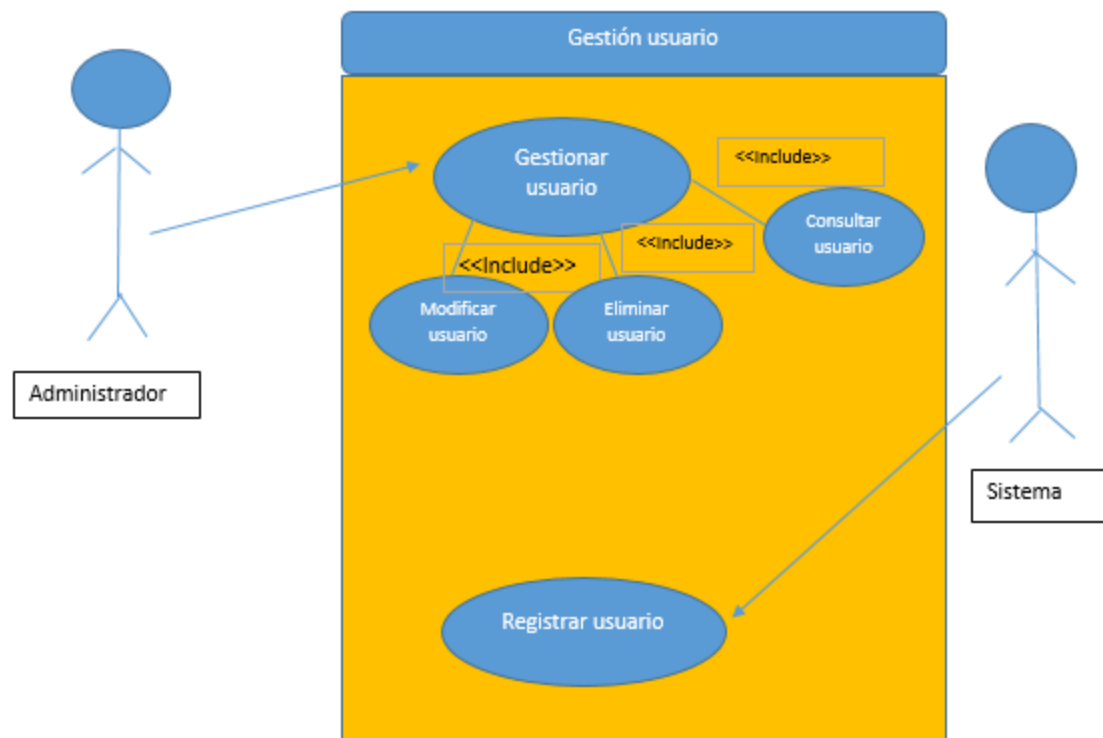 Gestión usuario
Gestionar
usuario
<<Include>>
Consultar
usuario
<<Include>>
<<Include>>
Modificar
usuario
Eliminar
usuario
Administrador
Sistema
Registrar usuario